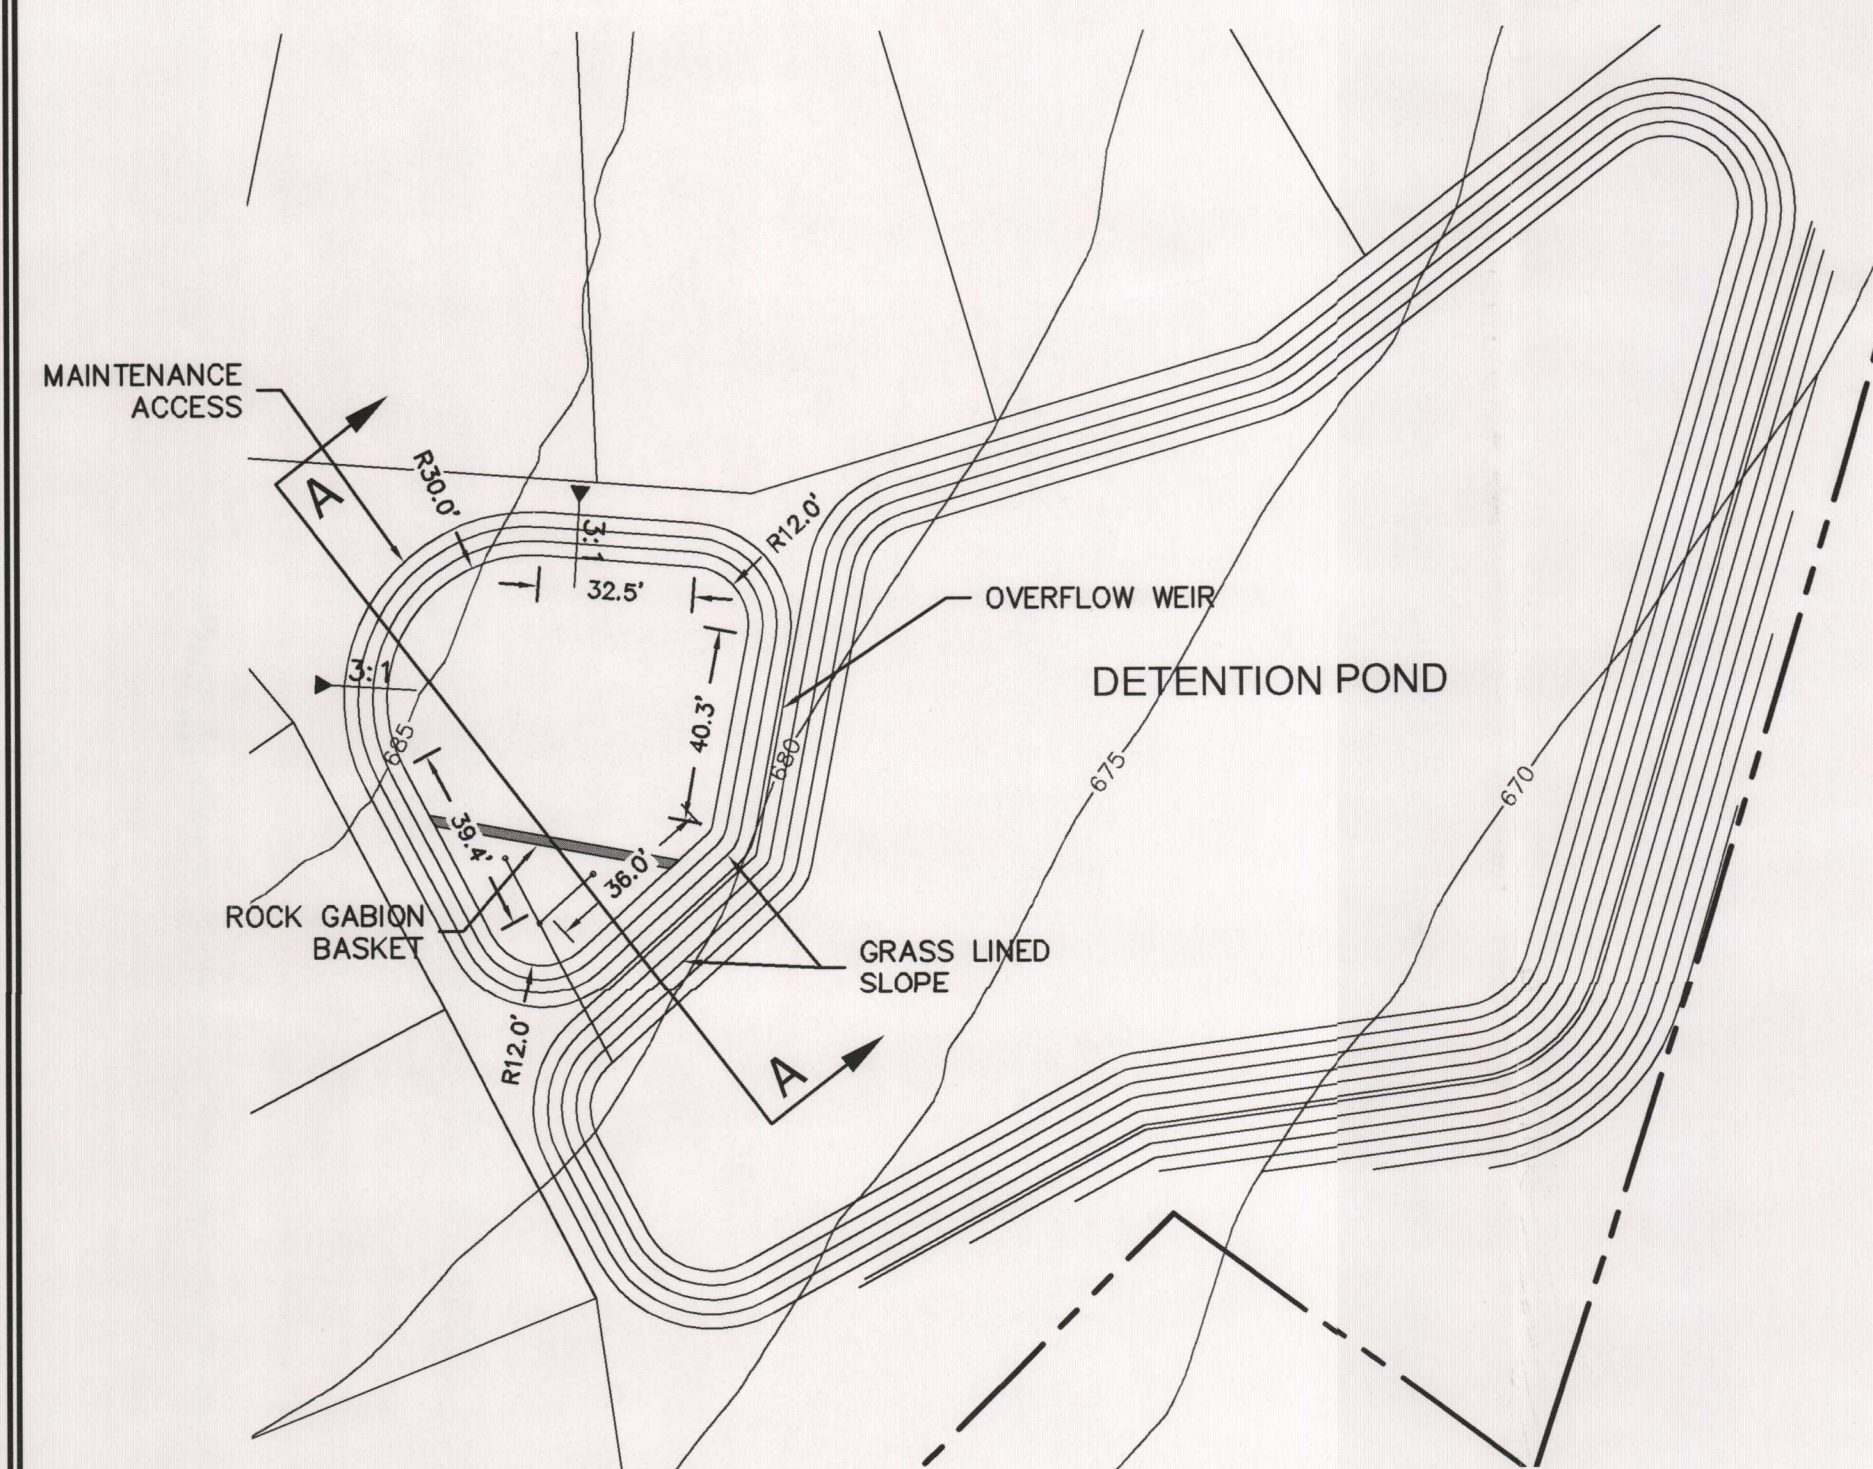 MAINTENANCE
ACCESS
A
R30.0'
3:1
R12.0'
32.5'
OVERFLOW WEIR
3:1
DETENTION POND
40.3'
685
680
675
670
39.4'
36.0'
ROCK GABION
BASKET
GRASS LINED
SLOPE
R12.0'
A